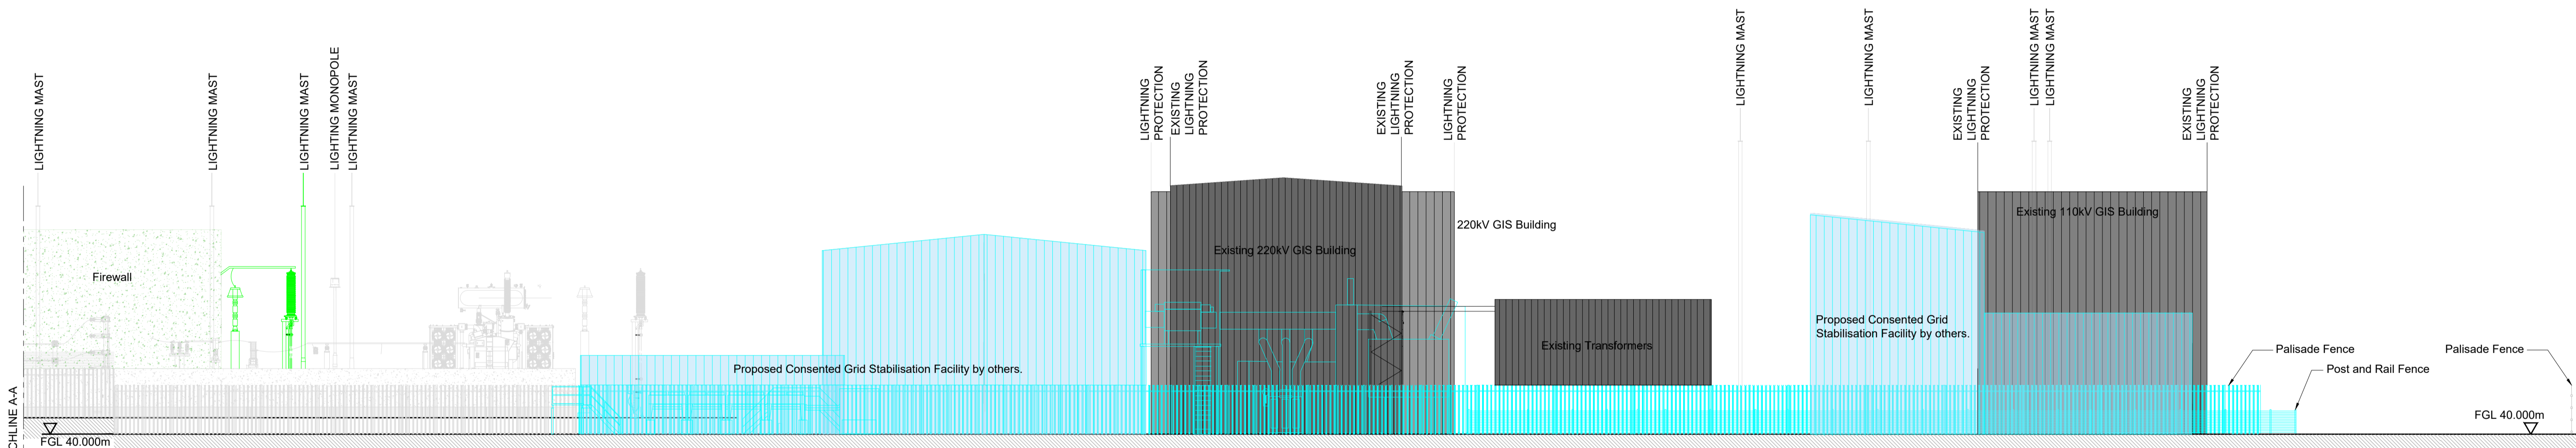 LIGHTNING MAST
LIGHTNING MAST
LIGHTNING MAST
LIGHTING MONOPOLE
LIGHTNING MAST
LIGHTNING
PROTECTION
EXISTING
LIGHTNING
PROTECTION
EXISTING
LIGHTNING
PROTECTION
LIGHTNING
PROTECTION
LIGHTNING MAST
LIGHTNING MAST
EXISTING
LIGHTNING
PROTECTION
LIGHTNING MAST
LIGHTNING MAST
EXISTING
LIGHTNING
PROTECTION
Existing 110kV GIS Building
220kV GIS Building
Existing 220kV GIS Building
Firewall
Proposed Consented Grid
Stabilisation Facility by others.
Existing Transformers
Palisade Fence
Palisade Fence
Proposed Consented Grid Stabilisation Facility by others.
Post and Rail Fence
CHLINE A-A
FGL 40.000m
FGL 40.000m